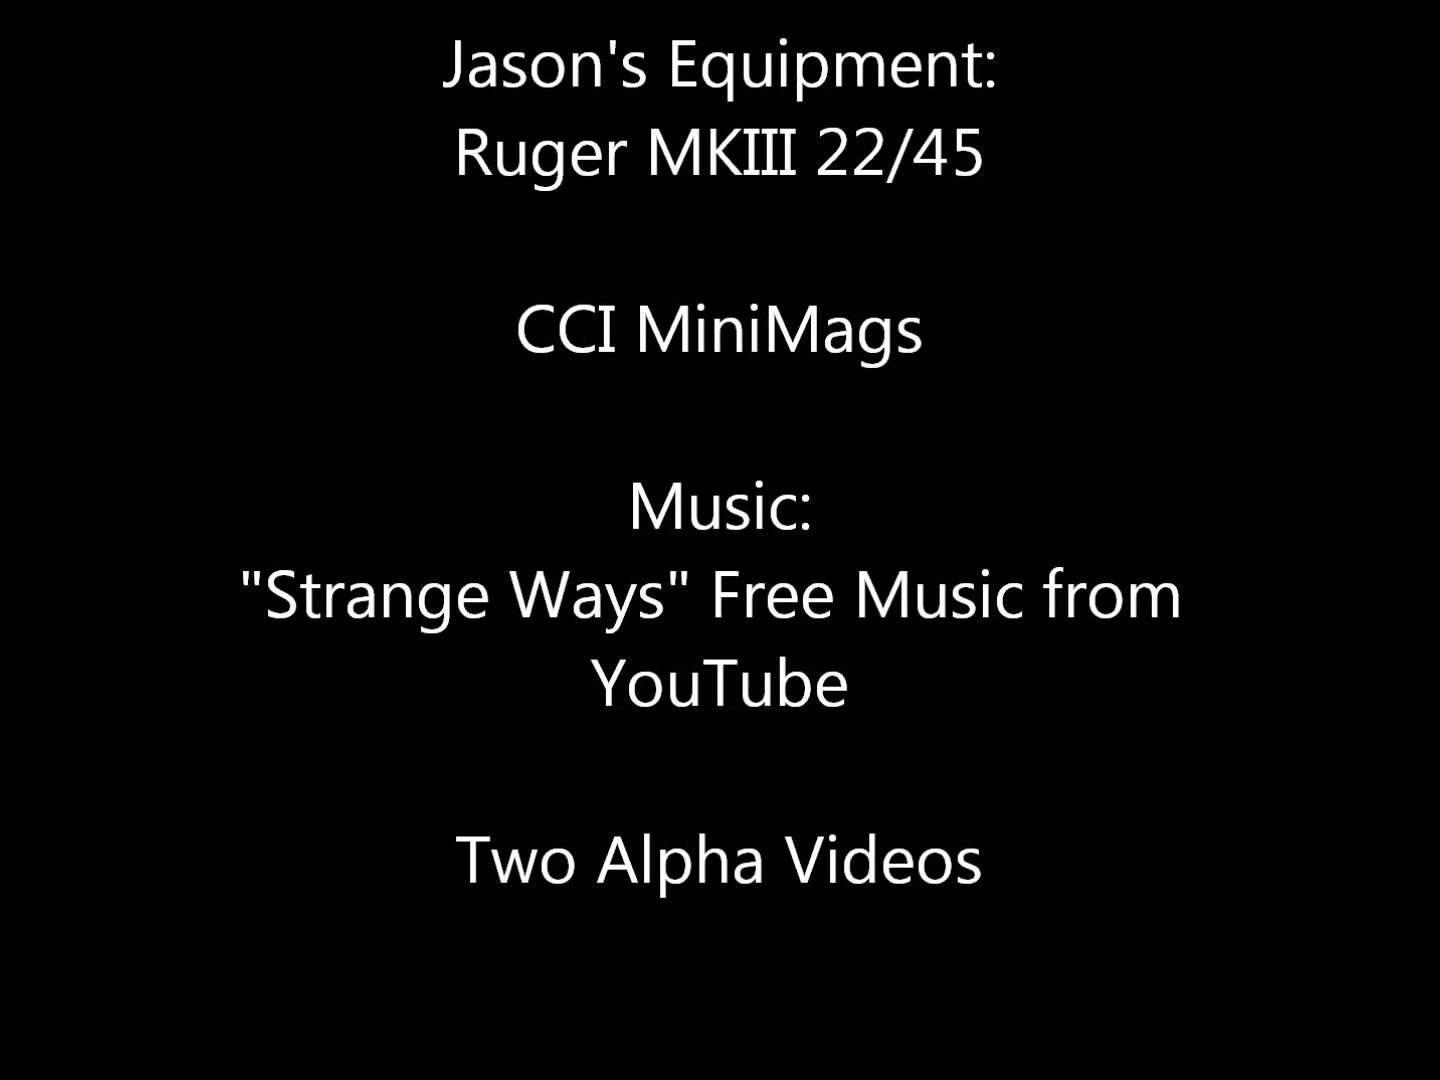 Jason's Equipment:
Ruger MKIII 22/45
CCI MiniMags
Music:
"Strange Ways" Free Music from
YouTube
Two Alpha Videos